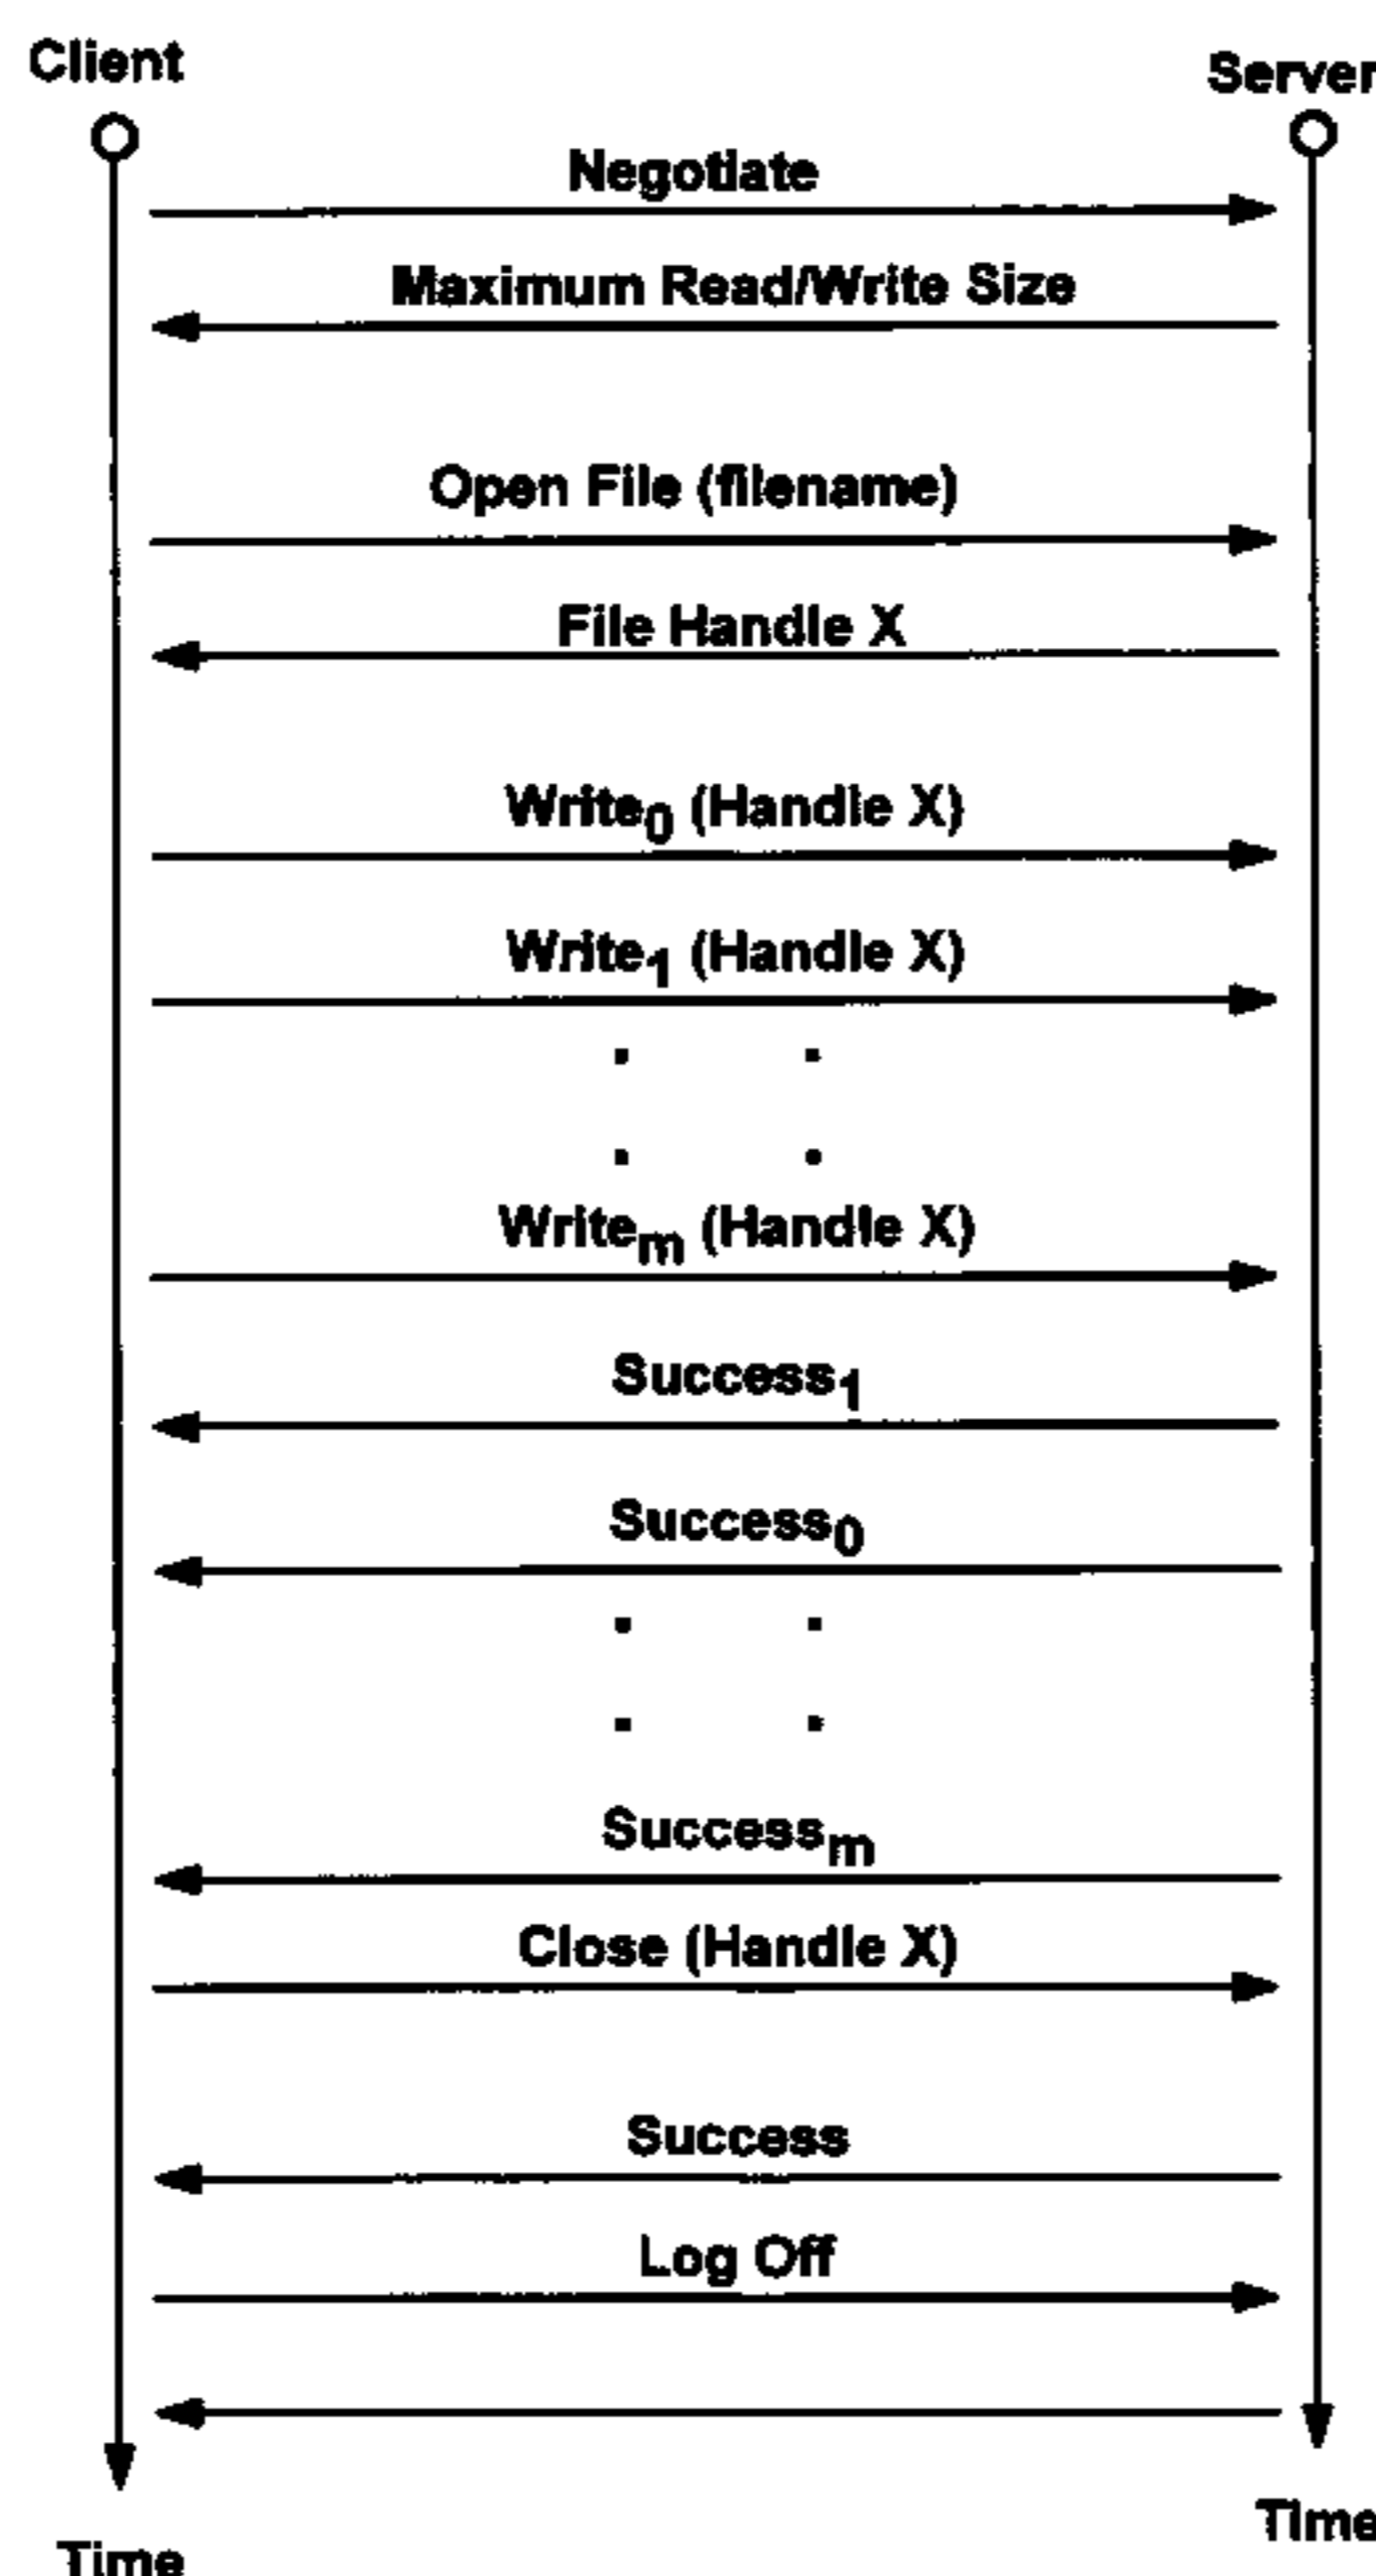 Client
Server
Negotiate
Maximum Read/Write Size
Open File (filename)
File Handle X
Write0 (Handle X)
Write1 (Handle X)
Writem (Handle X)
Success1
Success0
Successm
Close (Handle X)
Success
Log Off
Time
Time